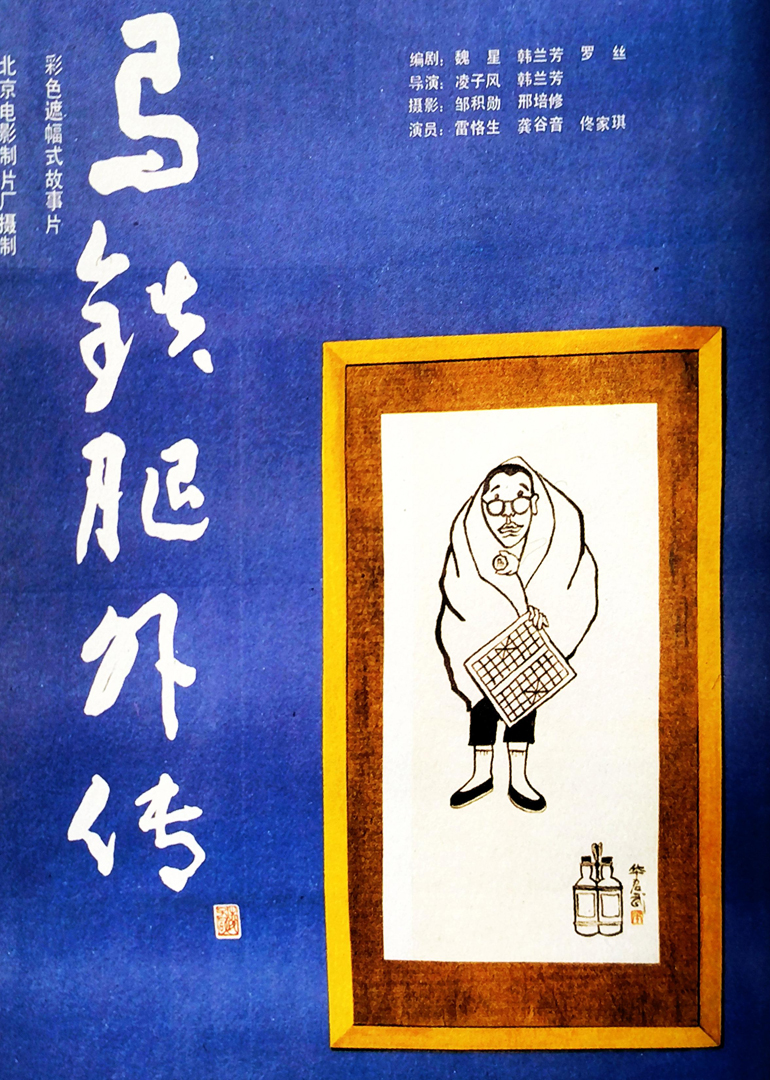 马铁腿外传
彩色遮幅式故事片
北京电影制片厂摄制
编剧：魏 星 韩兰芳 罗 丝
导演：凌子风 韩兰芳
摄影：邹积勋 邢培修
演员：雷恪生 龚谷音 佟家琪
华君武